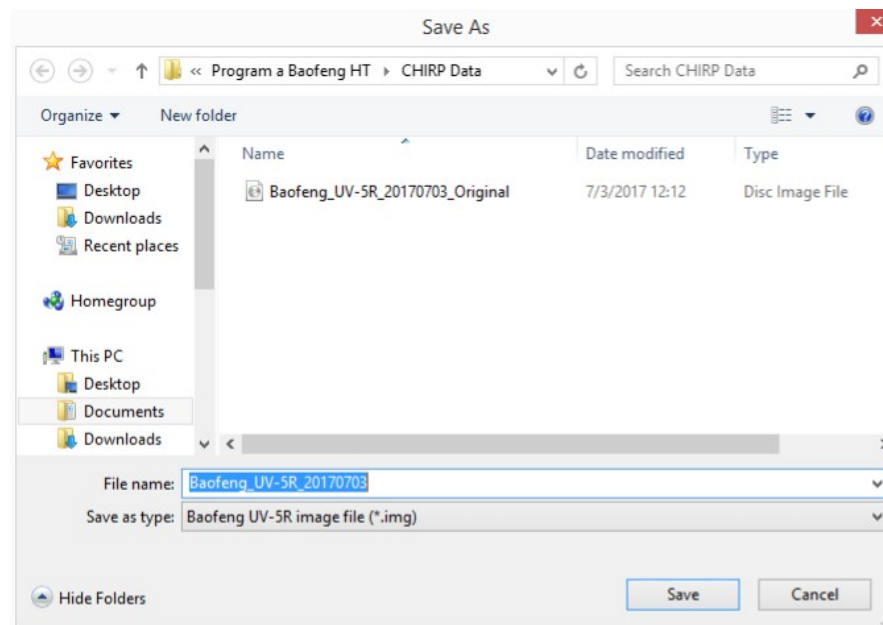 Save As
« Program a Baofeng HT CHIRP Data
Search CHIRP Data
Organize New folder
Name Date modified Type
Favorites
Desktop
Downloads
Recent places
Baofeng_UV-5R_20170703_Original 7/3/2017 12:12 Disc Image File
Homegroup
This PC
Desktop
Documents
Downloads
File name: Baofeng_UV-5R_20170703
Save as type: Baofeng UV-5R image file (*.img)
Hide Folders Save Cancel